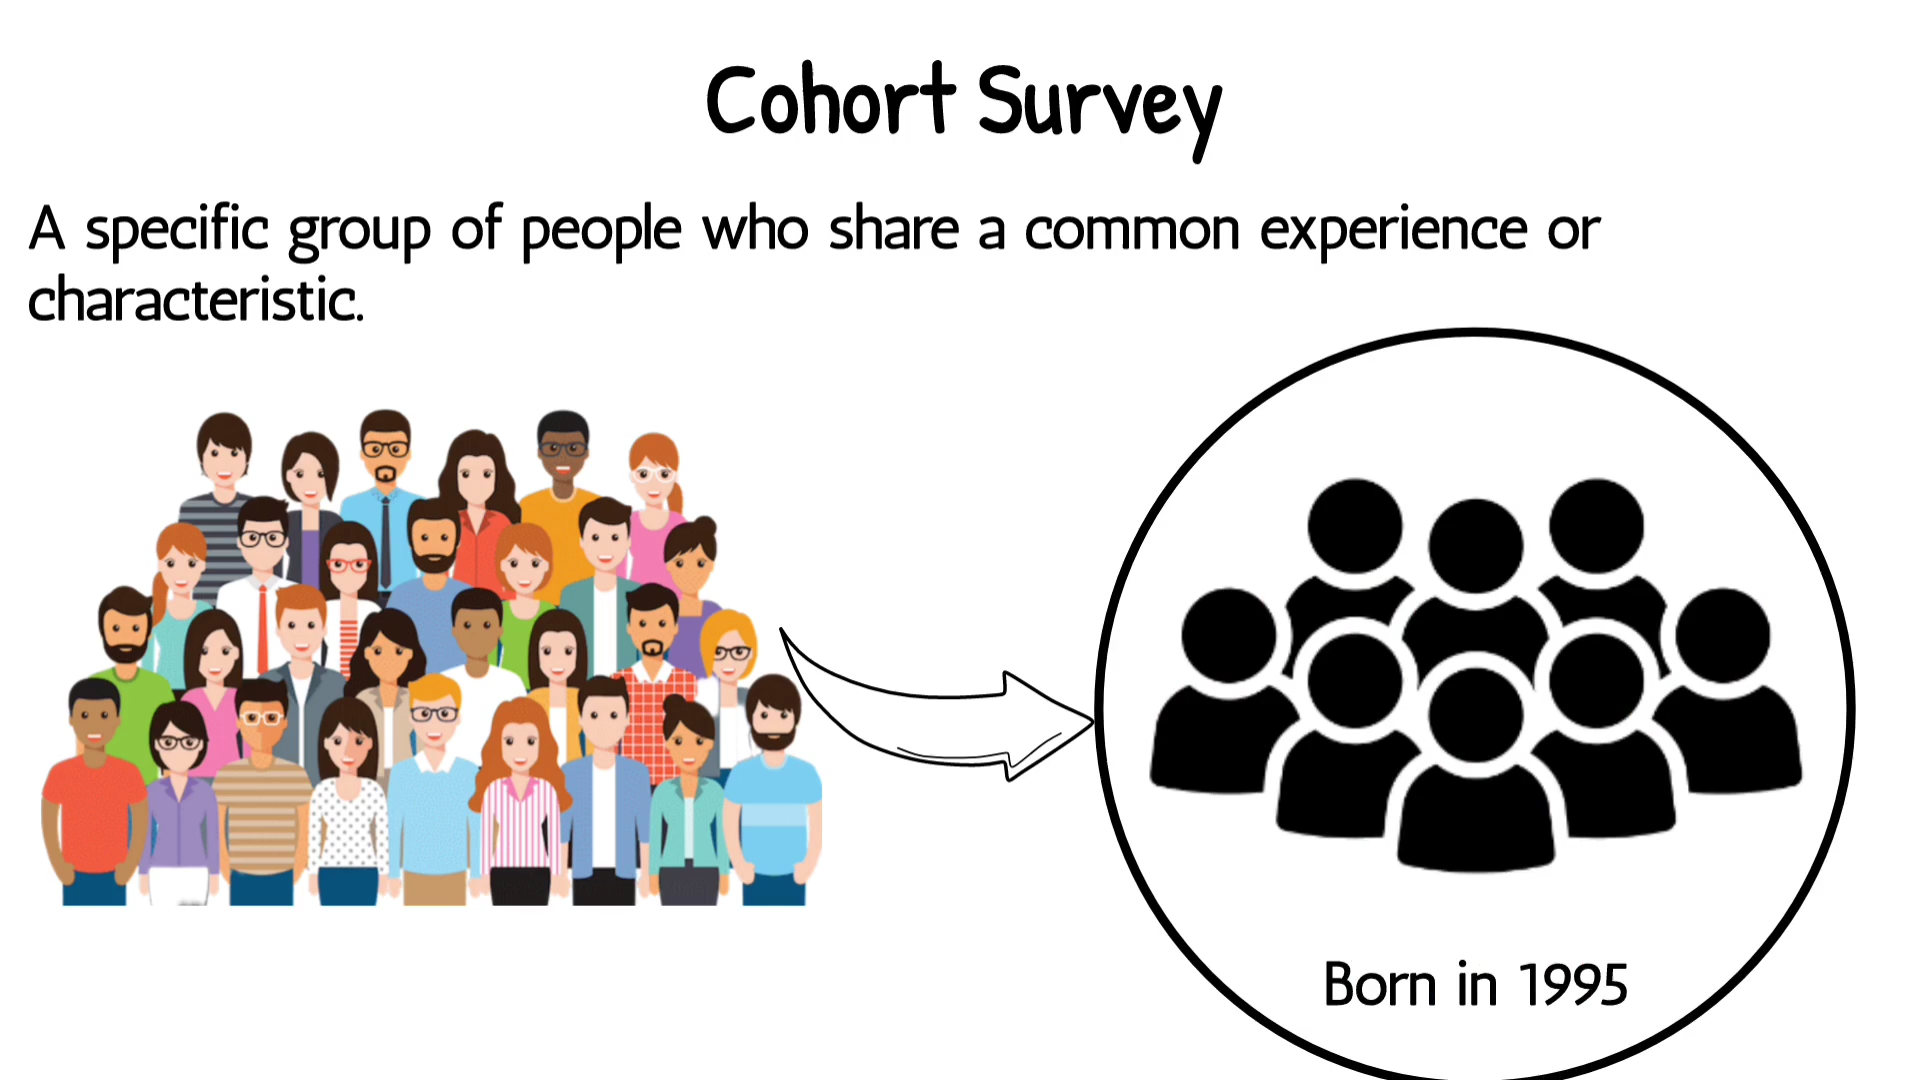 Cohort Survey
A specific group of people who share a common experience or
characteristic.
Born in 1995